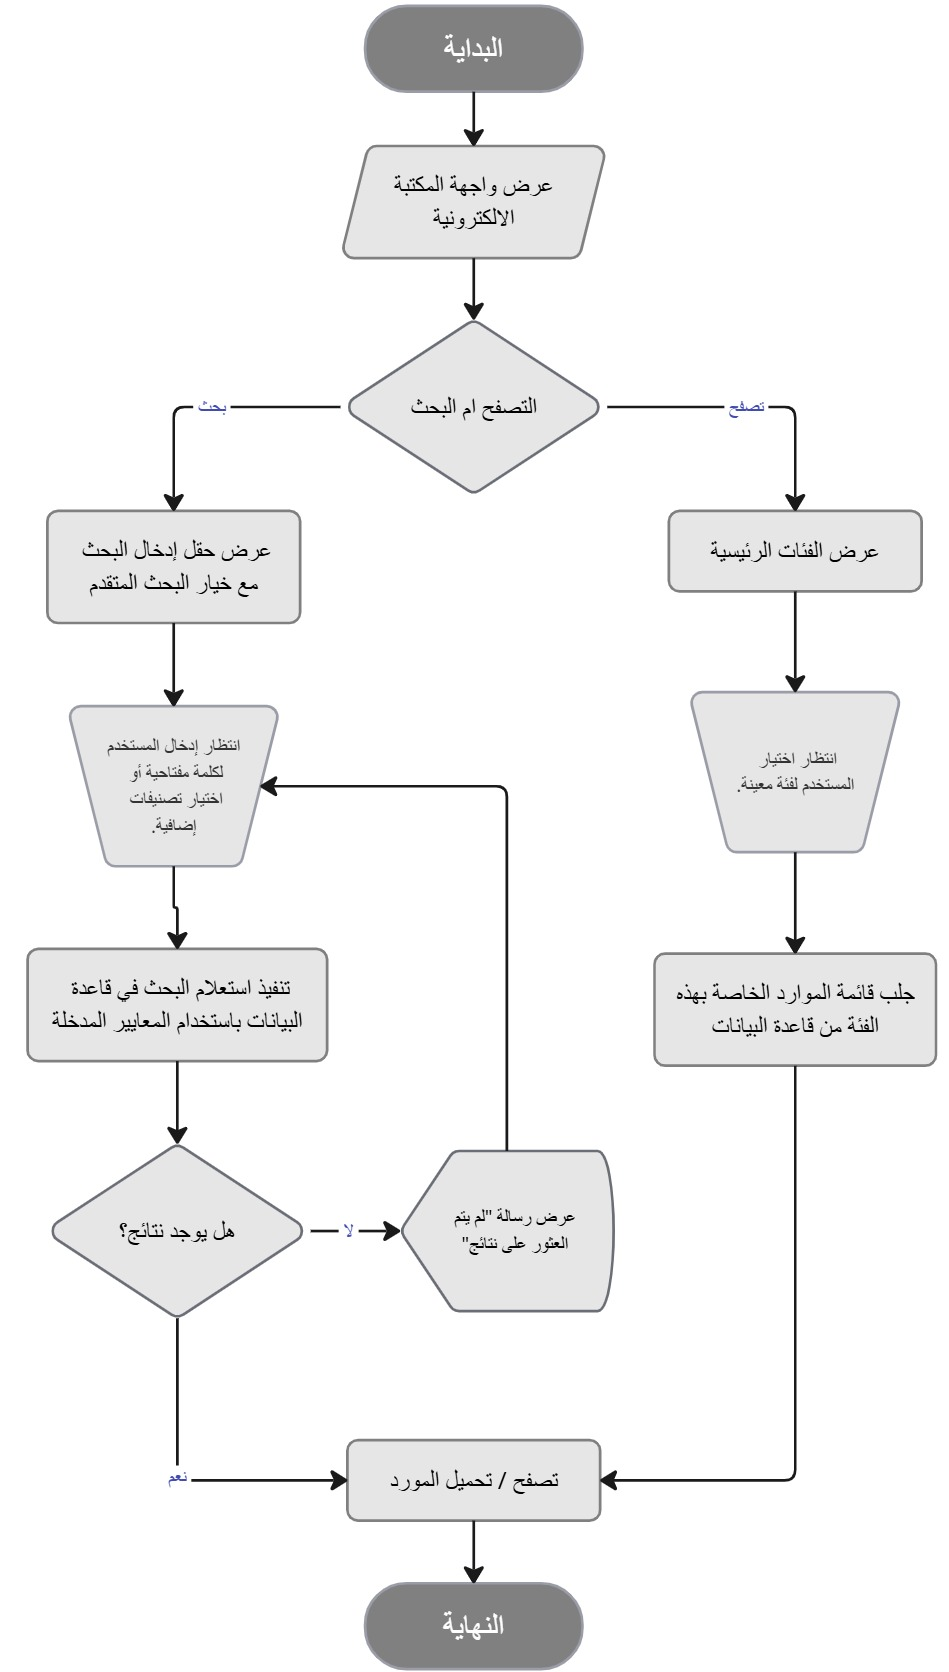 البداية
عرض واجهة المكتبة
الالكترونية
التصفح ام البحث
تصفح
بحث
عرض الفئات الرئيسية
عرض حقل إدخال البحث
مع خيار البحث المتقدم
انتظار اختيار
المستخدم لفئة معينة.
انتظار إدخال المستخدم
لكلمة مفتاحية أو
اختيار تصنيفات
إضافية.
جلب قائمة الموارد الخاصة بهذه
الفئة من قاعدة البيانات
تنفيذ استعلام البحث في قاعدة
البيانات باستخدام المعايير المدخلة
هل يوجد نتائج؟
لا
عرض رسالة "لم يتم
العثور على نتائج"
نعم
تصفح / تحميل المورد
النهاية